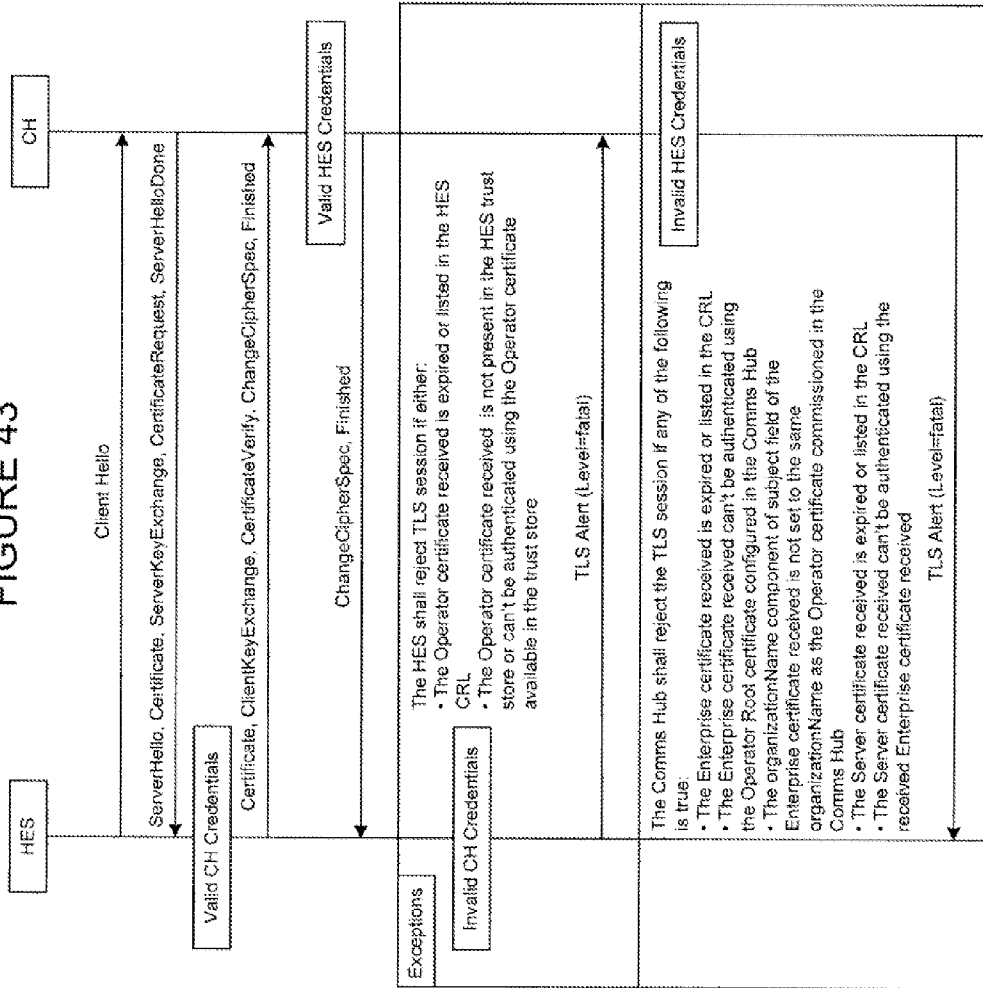 FIGURE 43
HES
CH
Client Hello
ServerHello, Certificate, ServerKeyExchange, CertificateRequest, ServerHelloDone
Valid CH Credentials
Certificate, ClientKeyExchange, CertificateVerify, ChangeCipherSpec, Finished
Valid HES Credentials
ChangeCipherSpec, Finished
Exceptions
The HES shall reject TLS session if either:
• The Operator certificate received is expired or listed in the HES
CRL
• The Operator certificate received is not present in the HES trust
store or can't be authenticated using the Operator certificate
available in the trust store
Invalid CH Credentials
TLS Alert (Level=fatal)
The Comms Hub shall reject the TLS session if any of the following
is true:
• The Enterprise certificate received is expired or listed in the CRL
• The Enterprise certificate received can't be authenticated using
the Operator Root certificate configured in the Comms Hub
• The organizationName component of subject field of the
Enterprise certificate received is not set to the same
organizationName as the Operator certificate commissioned in the
Comms Hub
• The Server certificate received is expired or listed in the CRL
• The Server certificate received can't be authenticated using the
received Enterprise certificate received
Invalid HES Credentials
TLS Alert (Level=fatal)